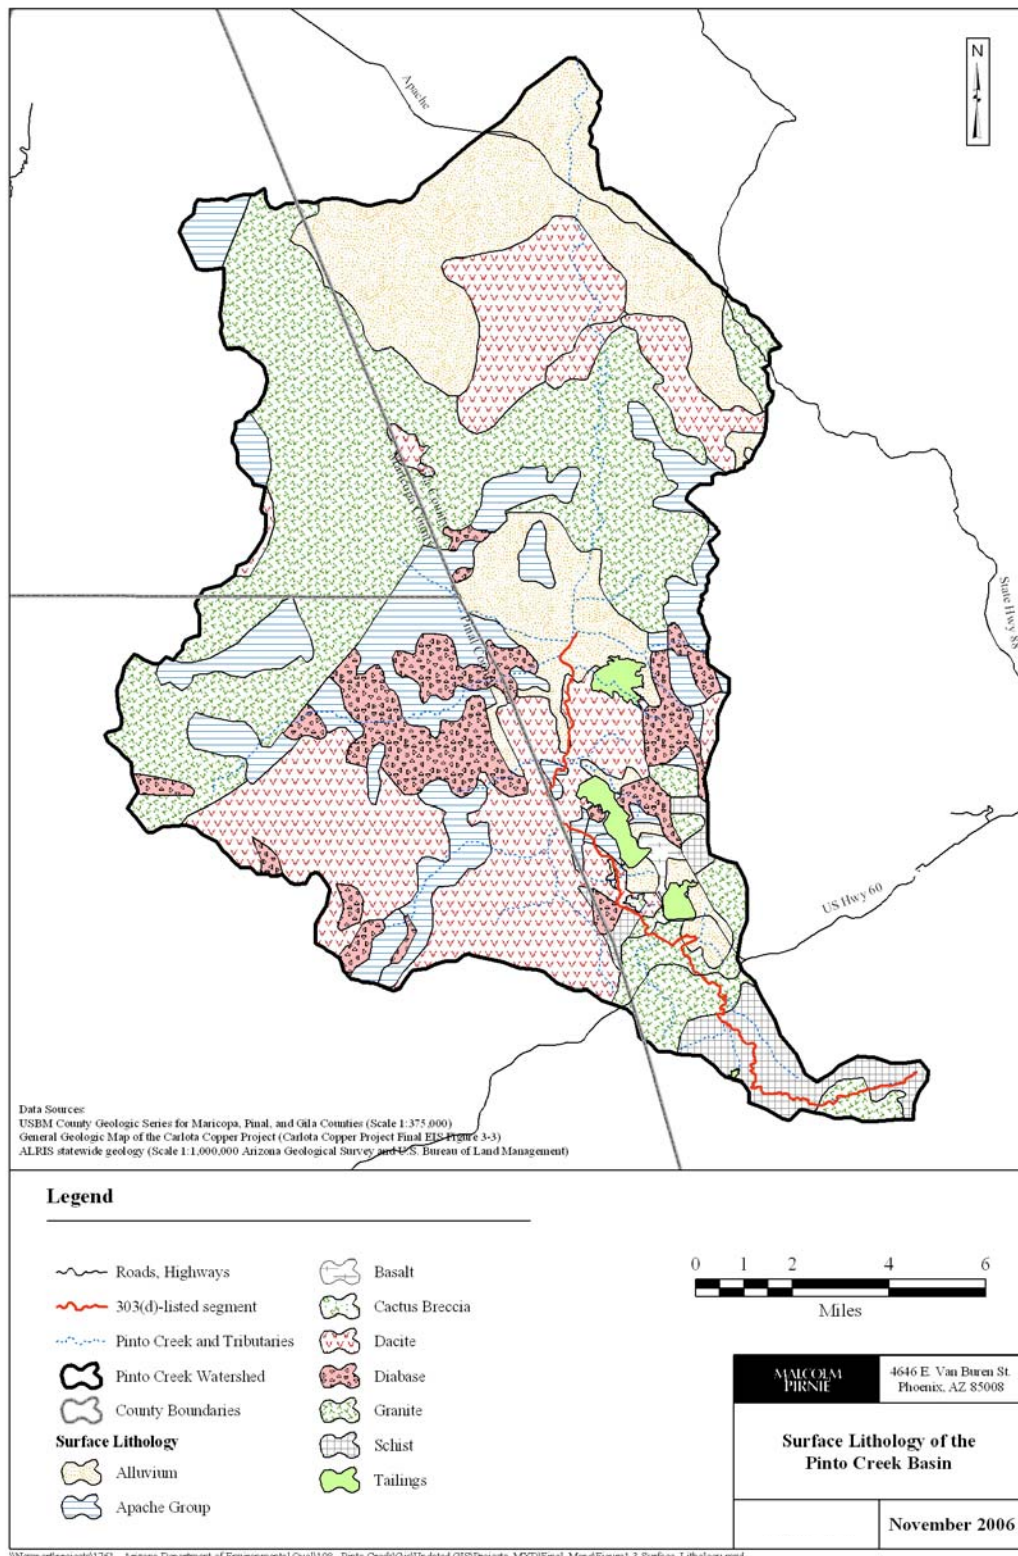 N
Apache
Maricopa County
Pinal County
State Hwy 88
US Hwy 60
Data Sources:
USBM County Geologic Series for Maricopa, Pinal, and Gila Counties (Scale 1:375,000)
General Geologic Map of the Carlota Copper Project (Carlota Copper Project Final EIS Figure 3-3)
ALRIS statewide geology (Scale 1:1,000,000 Arizona Geological Survey and U.S. Bureau of Land Management)
Legend
Roads, Highways
303(d)-listed segment
Pinto Creek and Tributaries
Pinto Creek Watershed
County Boundaries
Surface Lithology
Alluvium
Apache Group
Basalt
Cactus Breccia
Dacite
Diabase
Granite
Schist
Tailings
0 1 2 4 6
Miles
MALCOLM
PIRNIE
4646 E. Van Buren St.
Phoenix, AZ 85008
Surface Lithology of the
Pinto Creek Basin
November 2006